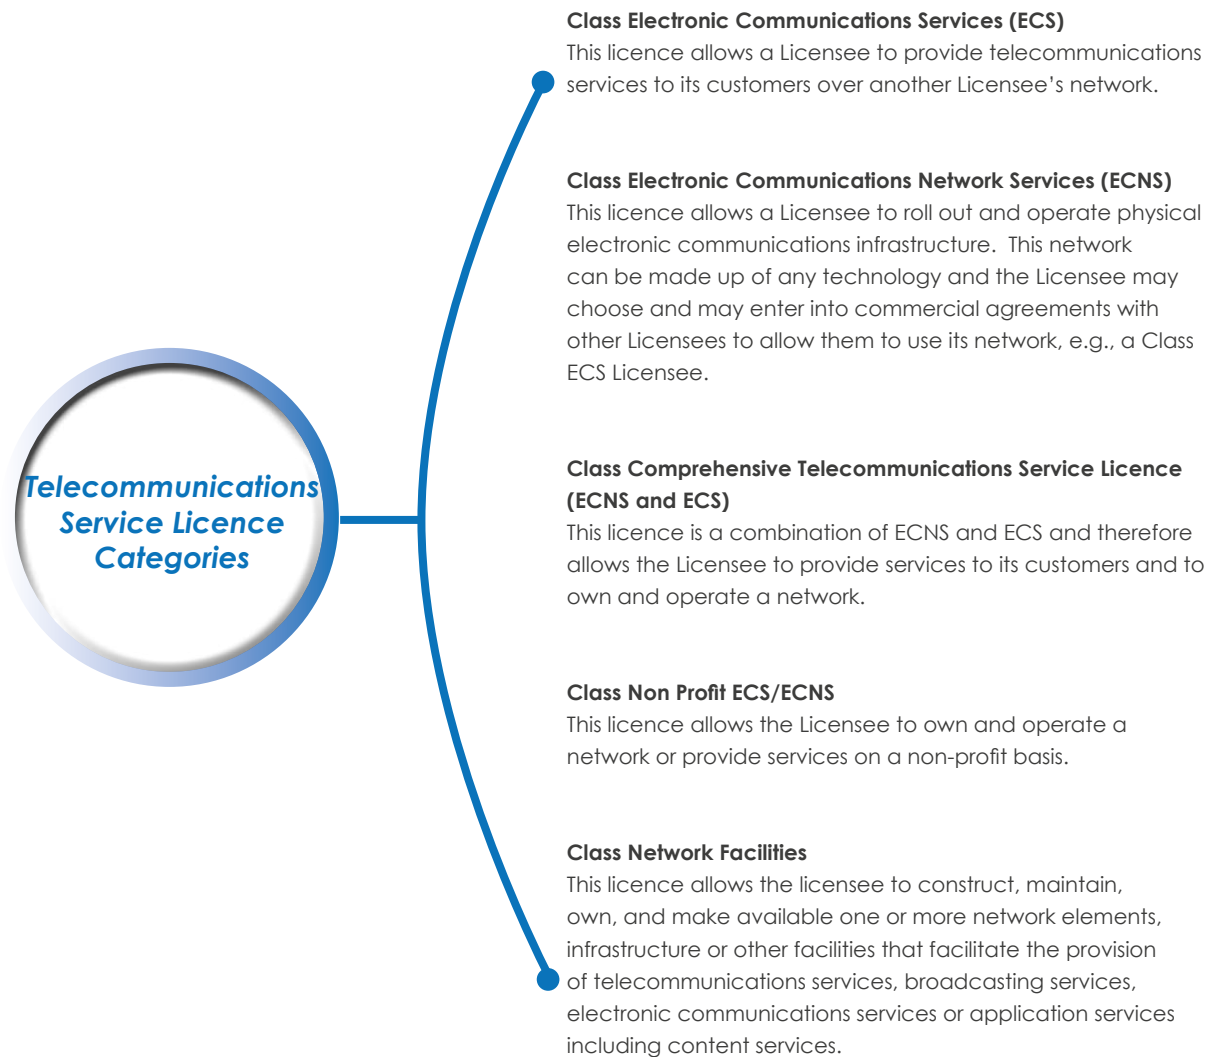 Class Electronic Communications Services (ECS)
This licence allows a Licensee to provide telecommunications
services to its customers over another Licensee’s network.
Class Electronic Communications Network Services (ECNS)
This licence allows a Licensee to roll out and operate physical
electronic communications infrastructure.  This network
can be made up of any technology and the Licensee may
choose and may enter into commercial agreements with
other Licensees to allow them to use its network, e.g., a Class
ECS Licensee.
Telecommunications
Service Licence
Categories
Class Comprehensive Telecommunications Service Licence
(ECNS and ECS)
This licence is a combination of ECNS and ECS and therefore
allows the Licensee to provide services to its customers and to
own and operate a network.
Class Non Profit ECS/ECNS
This licence allows the Licensee to own and operate a
network or provide services on a non-profit basis.
Class Network Facilities
This licence allows the licensee to construct, maintain,
own, and make available one or more network elements,
infrastructure or other facilities that facilitate the provision
of telecommunications services, broadcasting services,
electronic communications services or application services
including content services.